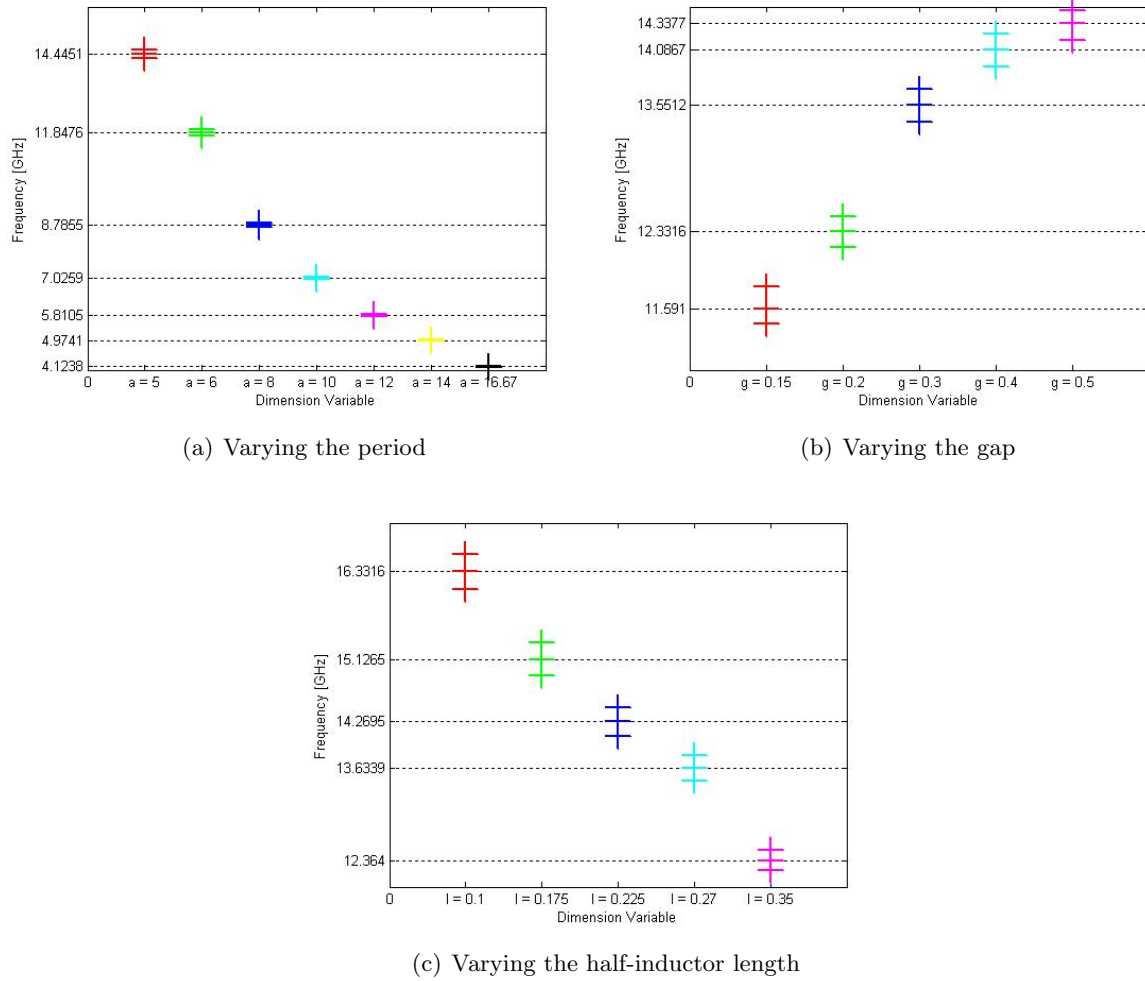 14.4451
11.8476
8.7855
7.0259
5.8105
4.9741
4.1238
Frequency [GHz]
0 a = 5 a = 6 a = 8 a = 10 a = 12 a = 14 a = 16.67
Dimension Variable
(a) Varying the period
14.3377
14.0867
13.5512
12.3316
11.591
Frequency [GHz]
0 g = 0.15 g = 0.2 g = 0.3 g = 0.4 g = 0.5
Dimension Variable
(b) Varying the gap
16.3316
15.1265
14.2695
13.6339
12.364
Frequency [GHz]
0 l = 0.1 l = 0.175 l = 0.225 l = 0.27 l = 0.35
Dimension Variable
(c) Varying the half-inductor length